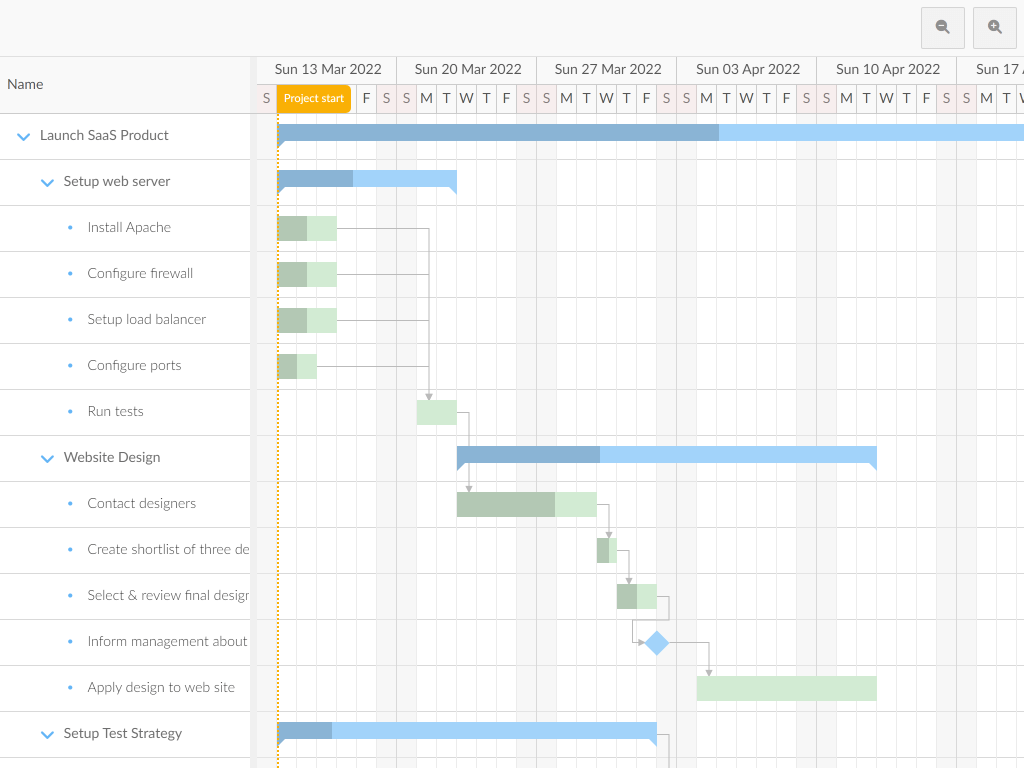 Name
Sun 13 Mar 2022 Sun 20 Mar 2022 Sun 27 Mar 2022 Sun 03 Apr 2022 Sun 10 Apr 2022 Sun 17
S Project start F S S M T W T F S S M T W T F S S M T W T F S S M T W T F S S M T
Launch SaaS Product
Setup web server
Install Apache
Configure firewall
Setup load balancer
Configure ports
Run tests
Website Design
Contact designers
Create shortlist of three de
Select & review final design
Inform management about
Apply design to web site
Setup Test Strategy